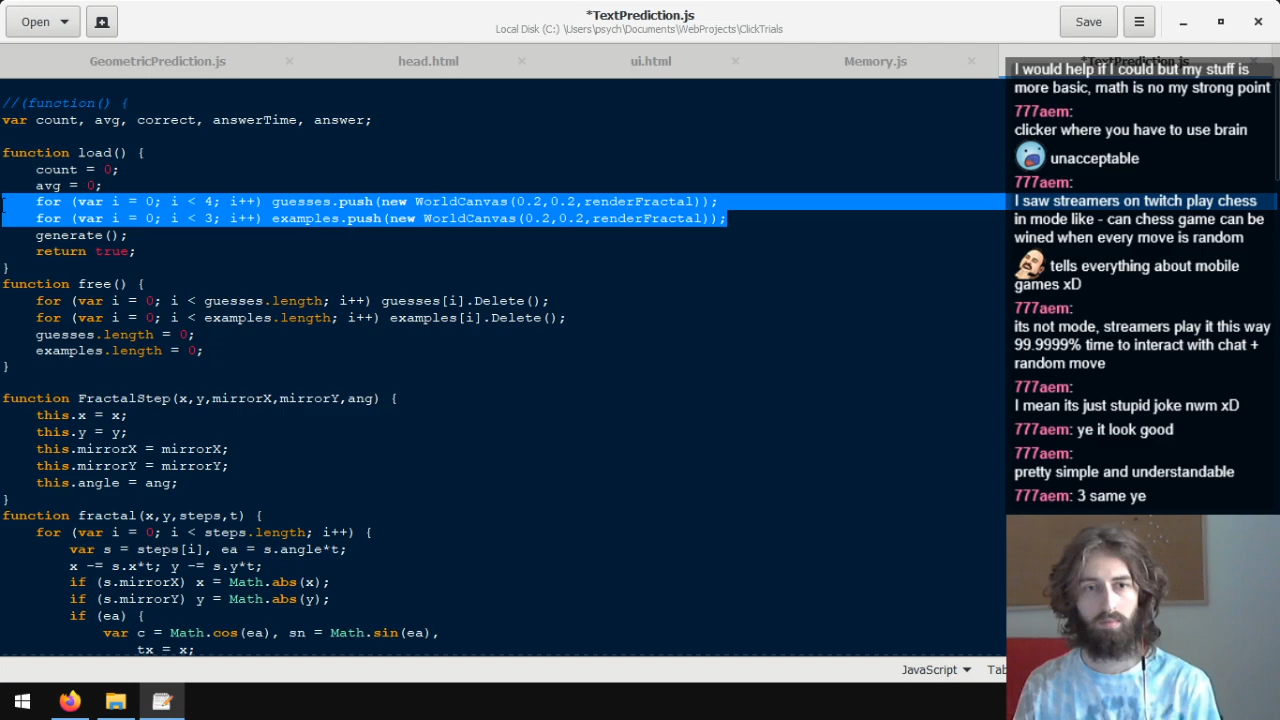 Open
*TextPrediction.js
Local Disk (C:) \Users\psych\Documents\WebProjects\ClickTrials
Save
GeometricPrediction.js
head.html
ui.html
Memory.js
*TextPrediction.js
//(function() {
var count, avg, correct, answerTime, answer;
function load() {
count = 0;
avg = 0;
for (var i = 0; i < 4; i++) guesses.push(new WorldCanvas(0.2,0.2,renderFractal));
for (var i = 0; i < 3; i++) examples.push(new WorldCanvas(0.2,0.2,renderFractal));
generate();
return true;
}
function free() {
for (var i = 0; i < guesses.length; i++) guesses[i].Delete();
for (var i = 0; i < examples.length; i++) examples[i].Delete();
guesses.length = 0;
examples.length = 0;
}
function FractalStep(x,y,mirrorX,mirrorY,ang) {
this.x = x;
this.y = y;
this.mirrorX = mirrorX;
this.mirrorY = mirrorY;
this.angle = ang;
}
function fractal(x,y,steps,t) {
for (var i = 0; i < steps.length; i++) {
var s = steps[i], ea = s.angle*t;
x -= s.x*t; y -= s.y*t;
if (s.mirrorX) x = Math.abs(x);
if (s.mirrorY) y = Math.abs(y);
if (ea) {
var c = Math.cos(ea), sn = Math.sin(ea),
tx = x;
JavaScript
Tab
I would help if I could but my stuff is
more basic, math is no my strong point
777aem:
clicker where you have to use brain
unacceptable
777aem:
I saw streamers on twitch play chess
in mode like - can chess game can be
wined when every move is random
tells everything about mobile
games xD
777aem:
its not mode, streamers play it this way
99.9999% time to interact with chat +
random move
777aem:
I mean its just stupid joke nwm xD
777aem: ye it look good
777aem:
pretty simple and understandable
777aem: 3 same ye